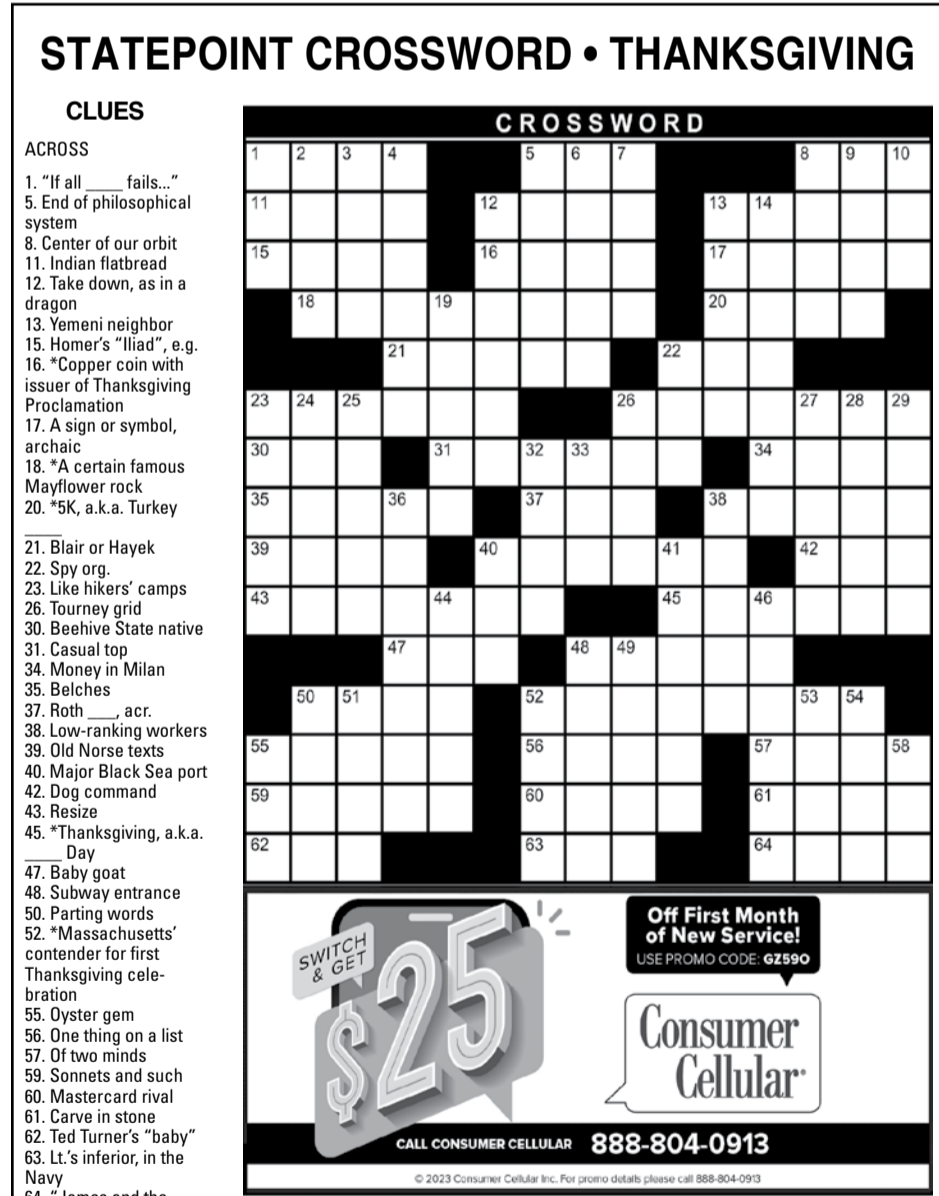 STATEPOINT CROSSWORD • THANKSGIVING
CLUES
ACROSS
1. “If all ____ fails...”
5. End of philosophical
system
8. Center of our orbit
11. Indian flatbread
12. Take down, as in a
dragon
13. Yemeni neighbor
15. Homer's “Iliad”, e.g.
16. *Copper coin with
issuer of Thanksgiving
Proclamation
17. A sign or symbol,
archaic
18. *A certain famous
Mayflower rock
20. *5K, a.k.a. Turkey
____
21. Blair or Hayek
22. Spy org.
23. Like hikers' camps
26. Tourney grid
30. Beehive State native
31. Casual top
34. Money in Milan
35. Belches
37. Roth ___, acr.
38. Low-ranking workers
39. Old Norse texts
40. Major Black Sea port
42. Dog command
43. Resize
45. *Thanksgiving, a.k.a.
____ Day
47. Baby goat
48. Subway entrance
50. Parting words
52. *Massachusetts'
contender for first
Thanksgiving cele-
bration
55. Oyster gem
56. One thing on a list
57. Of two minds
59. Sonnets and such
60. Mastercard rival
61. Carve in stone
62. Ted Turner's “baby”
63. Lt.'s inferior, in the
Navy
64. “James and the
CROSSWORD
1 2 3 4 5 6 7 8 9 10
11 12 13 14
15 16 17
18 19 20
21 22
23 24 25 26 27 28 29
30 31 32 33 34
35 36 37 38
39 40 41 42
43 44 45 46
47 48 49
50 51 52 53 54
55 56 57 58
59 60 61
62 63 64
SWITCH
& GET
$25
Off First Month
of New Service!
USE PROMO CODE: GZ59O
Consumer
Cellular
CALL CONSUMER CELLULAR 888-804-0913
© 2023 Consumer Cellular Inc. For promo details please call 888-804-0913